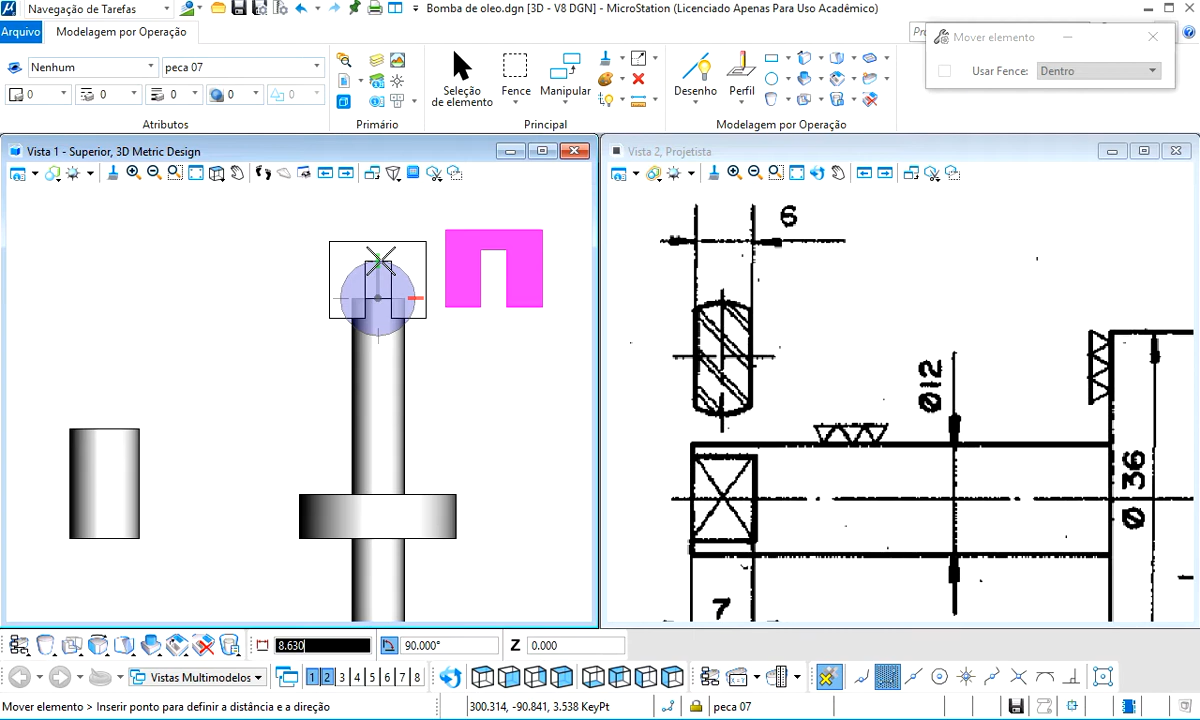 Navegação de Tarefas
Bomba de oleo.dgn [3D - V8 DGN] - MicroStation (Licenciado Apenas Para Uso Acadêmico)
Arquivo
Modelagem por Operação
Mover elemento
Usar Fence:
Dentro
Nenhum
peca 07
0
0
0
0
0
Seleção de elemento
Fence
Manipular
Desenho
Perfil
Atributos
Primário
Principal
Modelagem por Operação
Vista 1 - Superior, 3D Metric Design
Vista 2, Projetista
6
Ø12
Ø 36
7
8.630
90.000°
Z
0.000
Vistas Multimodelos
1 2 3 4 5 6 7 8
Mover elemento > Inserir ponto para definir a distância e a direção
300.314, -90.841, 3.538 KeyPt
peca 07